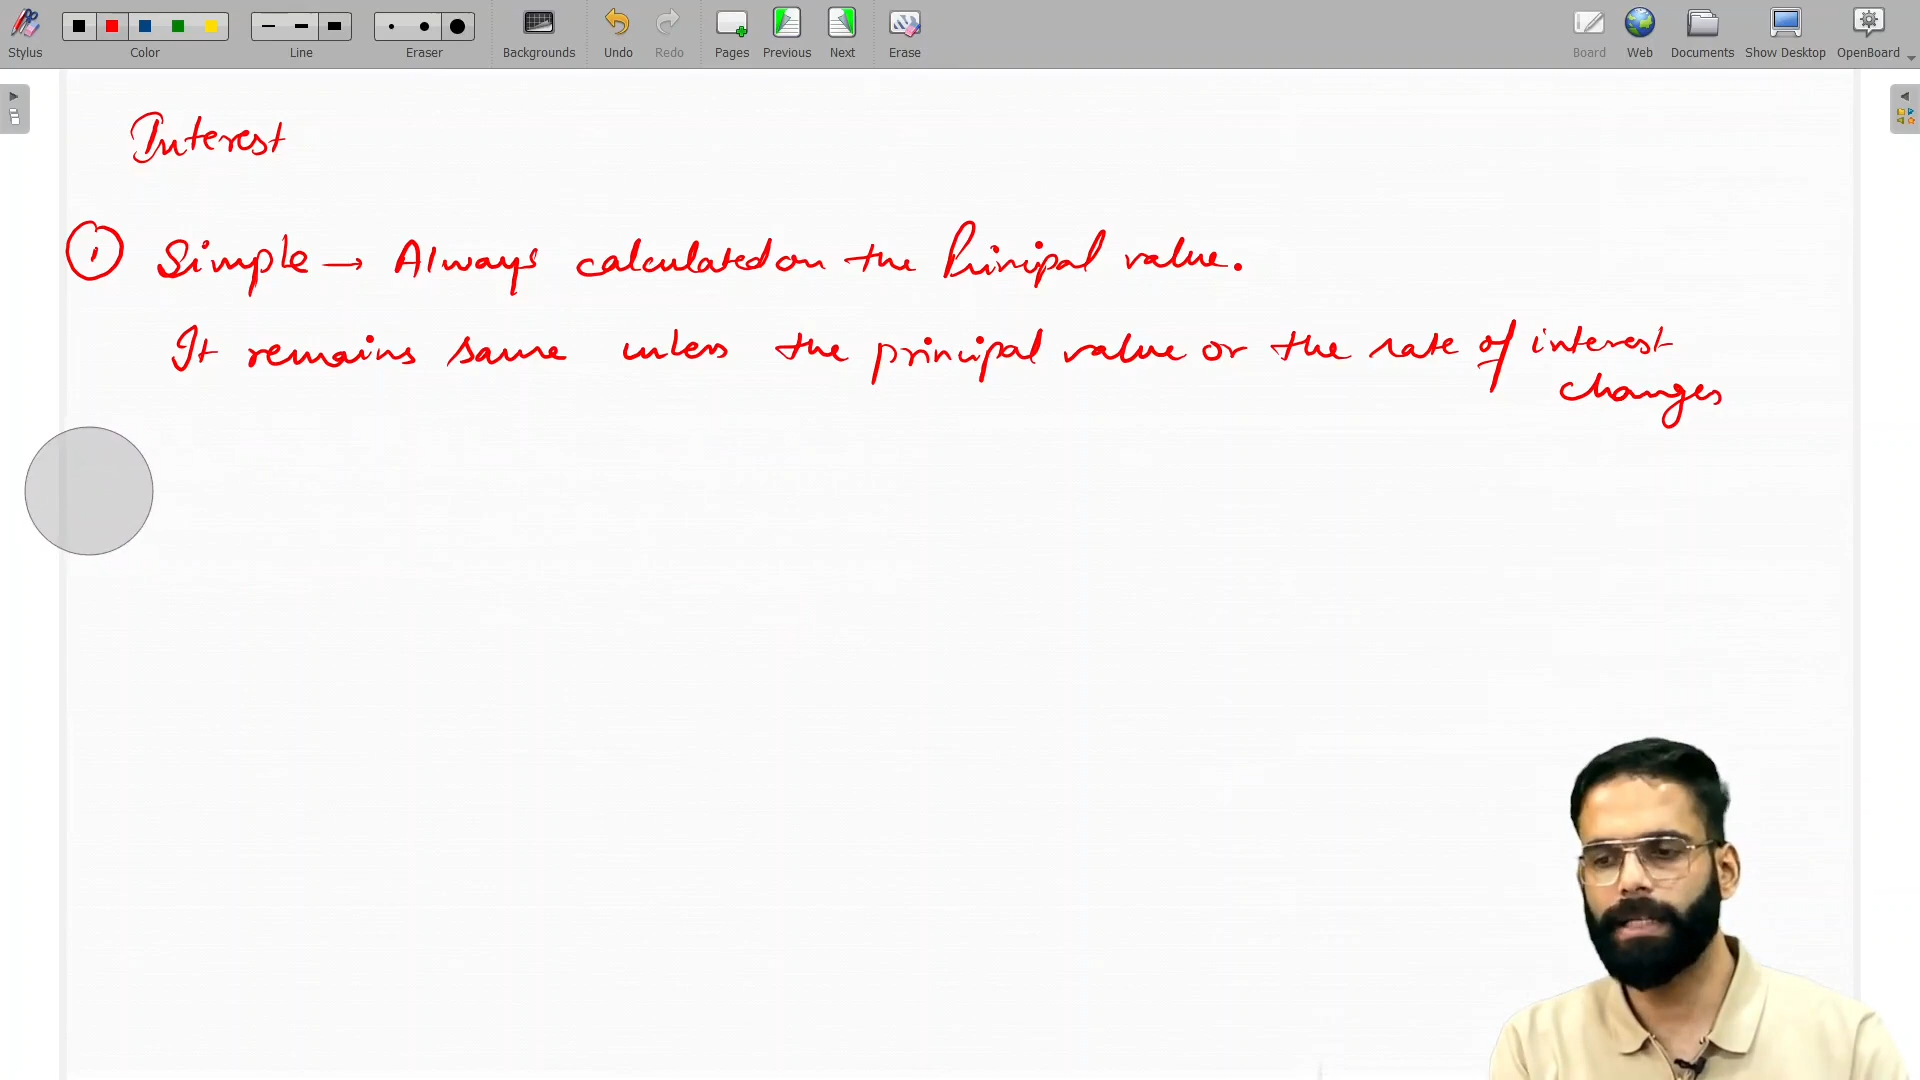 Stylus Color Line Eraser Backgrounds Undo Redo Pages Previous Next Erase Board Web Documents Show Desktop OpenBoard
Interest
1 Simple → Always calculated on the Principal value.
It remains same unless the principal value or the rate of interest
changes